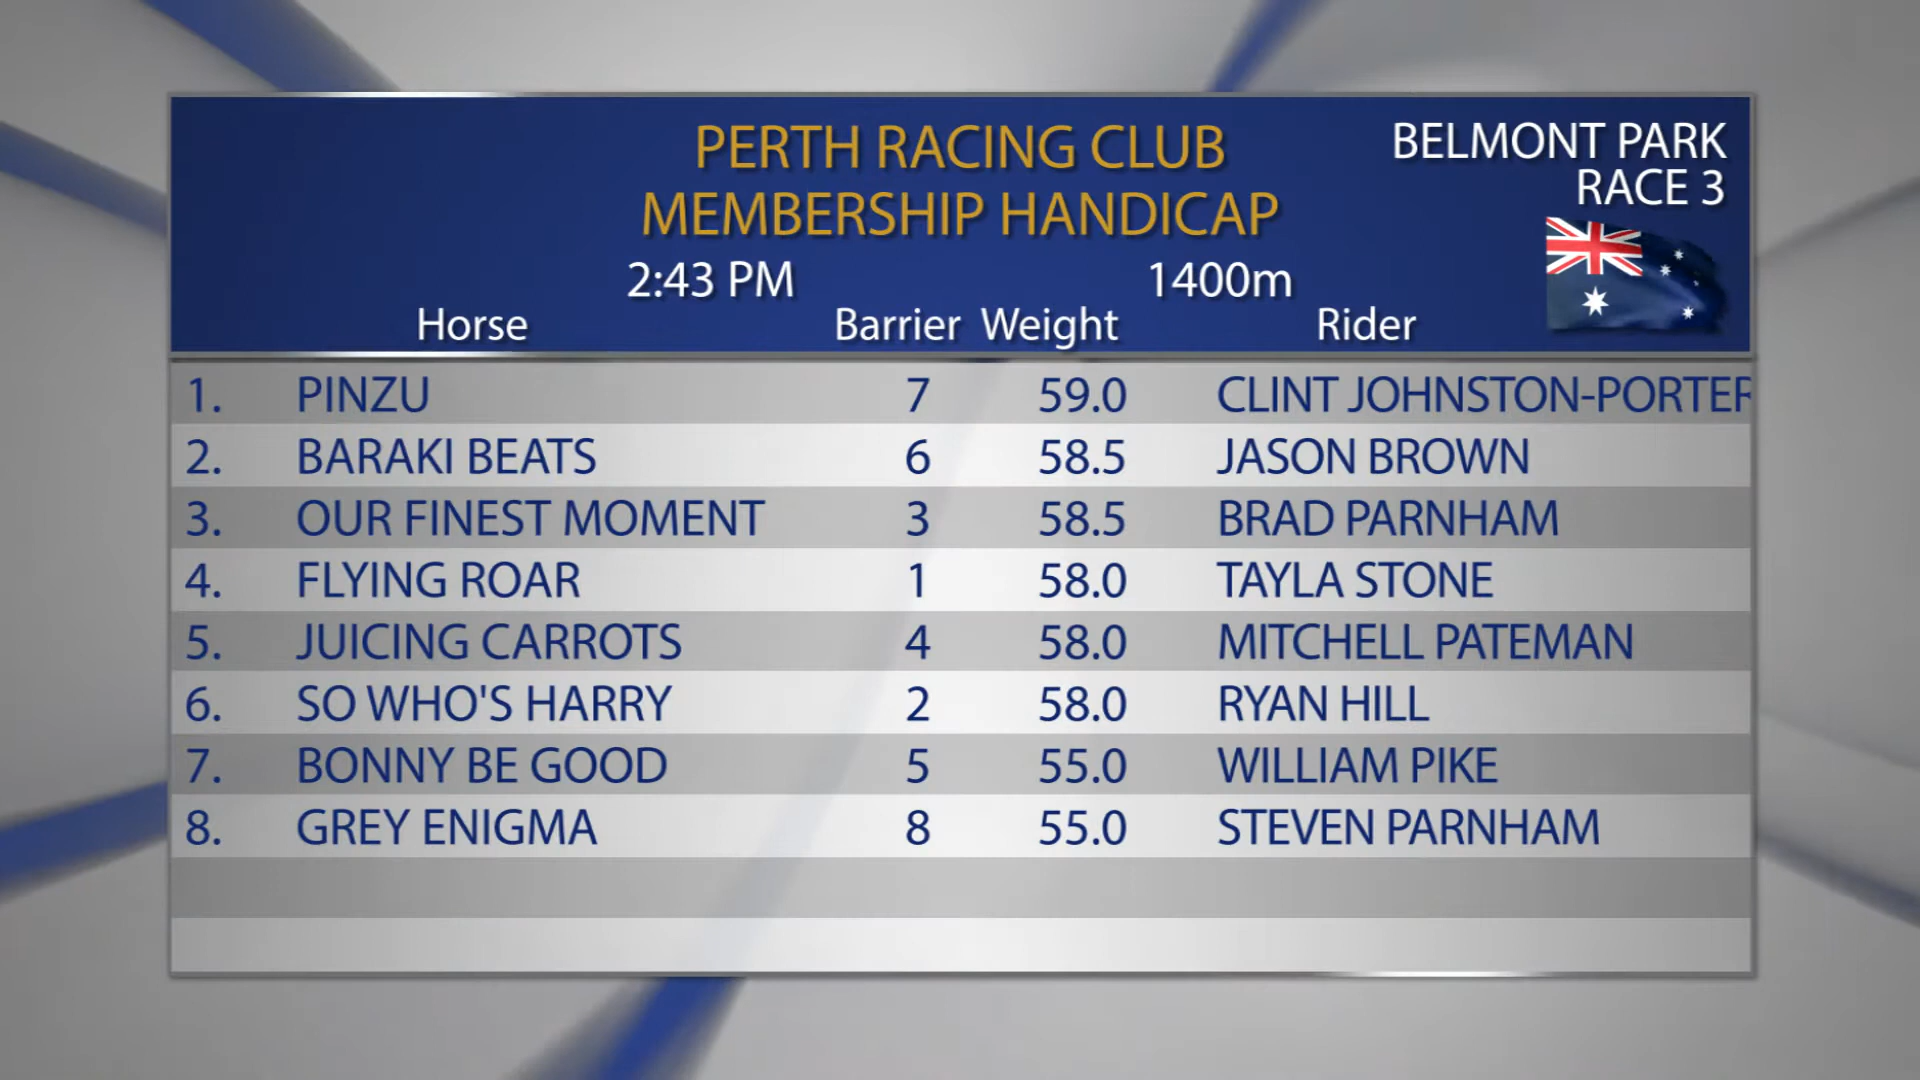 PERTH RACING CLUB
MEMBERSHIP HANDICAP
BELMONT PARK
RACE 3
2:43 PM 1400m
Horse Barrier Weight Rider
1. PINZU 7 59.0 CLINT JOHNSTON-PORTER
2. BARAKI BEATS 6 58.5 JASON BROWN
3. OUR FINEST MOMENT 3 58.5 BRAD PARNHAM
4. FLYING ROAR 1 58.0 TAYLA STONE
5. JUICING CARROTS 4 58.0 MITCHELL PATEMAN
6. SO WHO'S HARRY 2 58.0 RYAN HILL
7. BONNY BE GOOD 5 55.0 WILLIAM PIKE
8. GREY ENIGMA 8 55.0 STEVEN PARNHAM